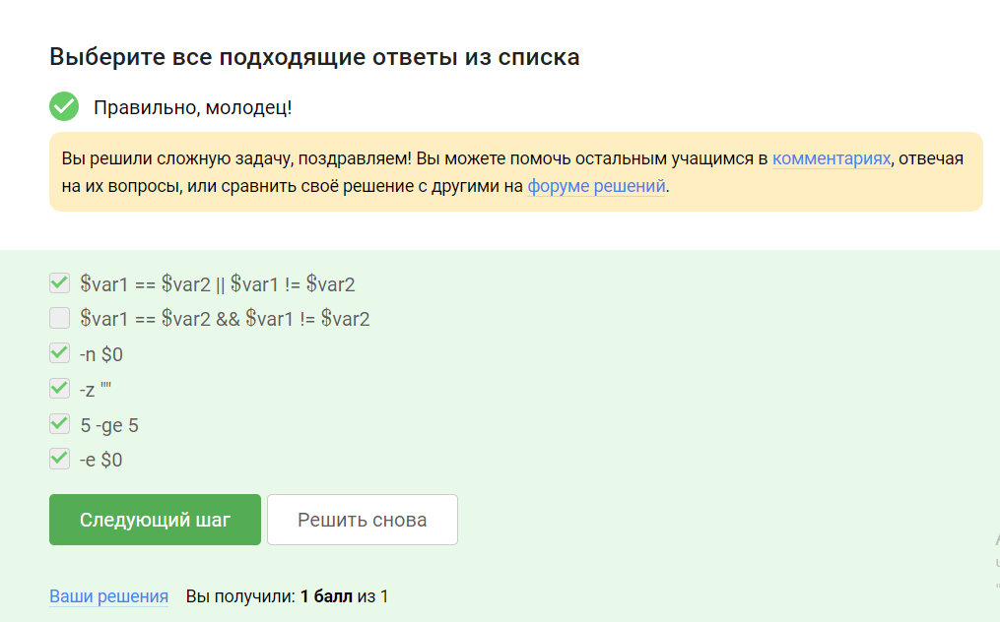 Выберите все подходящие ответы из списка
Правильно, молодец!
Вы решили сложную задачу, поздравляем! Вы можете помочь остальным учащимся в комментариях, отвечая
на их вопросы, или сравнить своё решение с другими на форуме решений.
$var1 == $var2 || $var1 != $var2
$var1 == $var2 && $var1 != $var2
-n $0
-z ""
5 -ge 5
-e $0
Следующий шаг Решить снова
Ваши решения Вы получили: 1 балл из 1